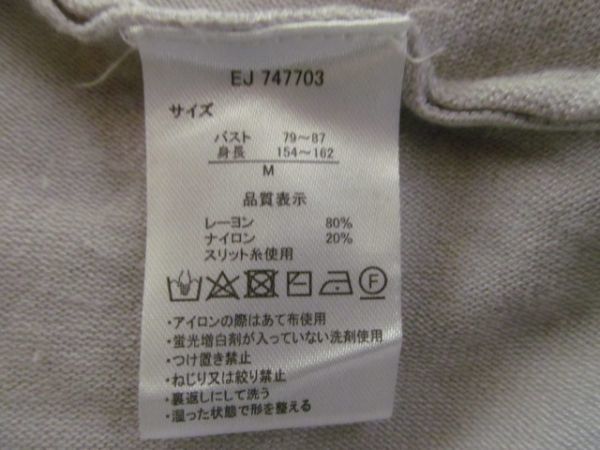 EJ 747703
サイズ
バスト 79～87
身長 154～162
M
品質表示
レーヨン 80%
ナイロン 20%
スリット糸使用
F
・アイロンの際はあて布使用
・蛍光増白剤が入っていない洗剤使用
・つけ置き禁止
・ねじり又は絞り禁止
・裏返しにして洗う
・湿った状態で形を整える